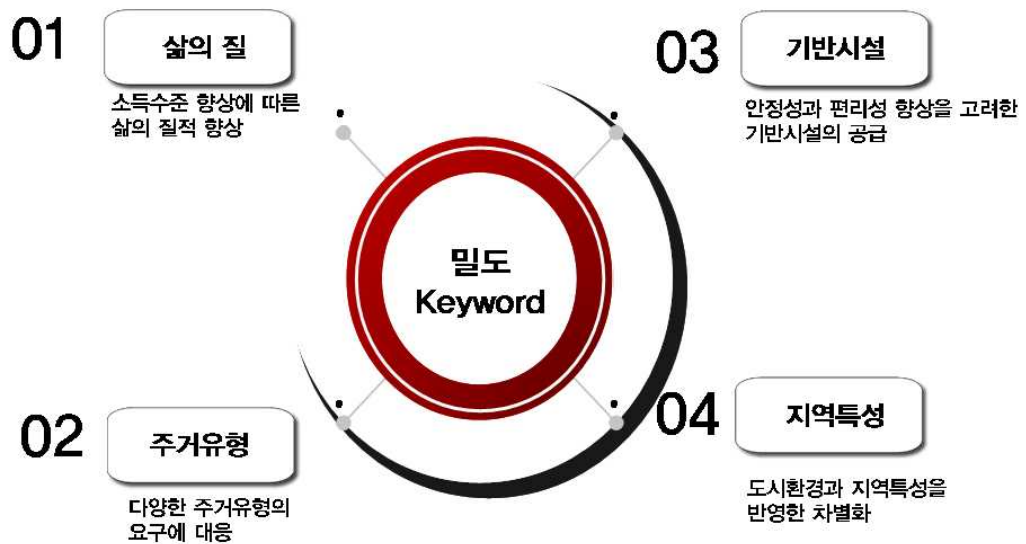 01
삶의 질
소득수준 향상에 따른
삶의 질적 향상
02
주거유형
다양한 주거유형의
요구에 대응
밀도
Keyword
03
기반시설
안정성과 편리성 향상을 고려한
기반시설의 공급
04
지역특성
도시환경과 지역특성을
반영한 차별화